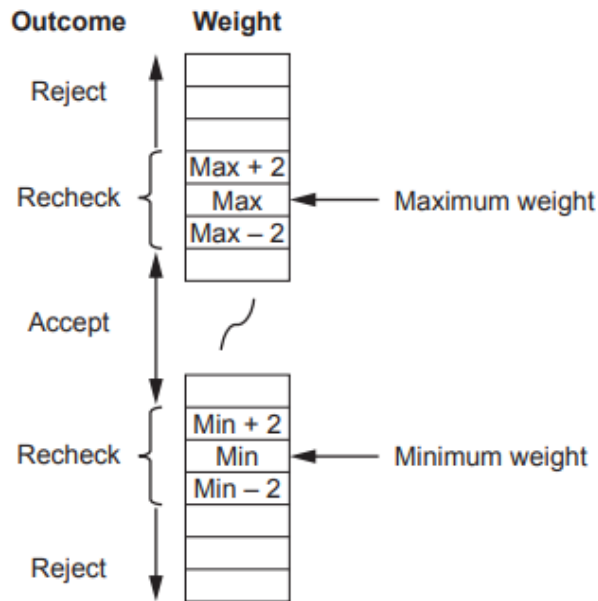 Outcome Weight
Reject
Max + 2
Recheck Max Maximum weight
Max – 2
Accept
Min + 2
Recheck Min Minimum weight
Min – 2
Reject